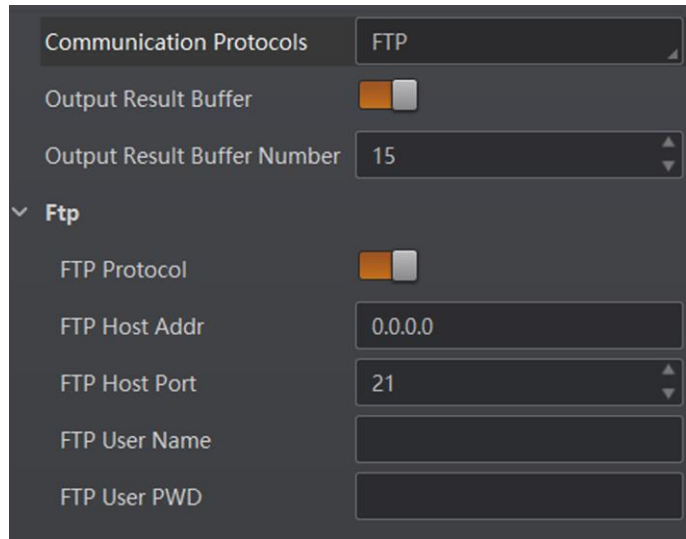 Communication Protocols FTP
Output Result Buffer
Output Result Buffer Number 15
Ftp
FTP Protocol
FTP Host Addr 0.0.0.0
FTP Host Port 21
FTP User Name
FTP User PWD